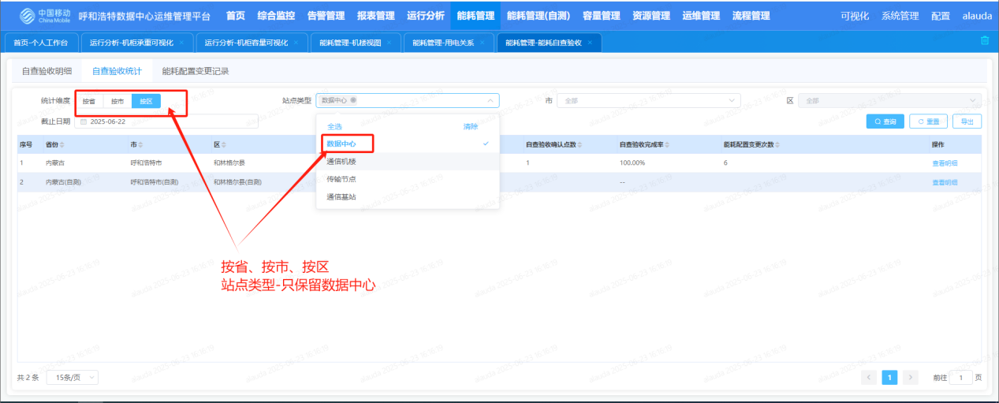 中国移动 China Mobile 呼和浩特数据中心运维管理平台 首页 综合监控 告警管理 报表管理 运行分析 能耗管理 能耗管理(自测) 容量管理 资源管理 运维管理 流程管理 可视化 系统管理 配置 alauda
首页-个人工作台 运行分析-机柜承重可视化 × 运行分析-机柜容量可视化 × 能耗管理-机楼视图 × 能耗管理-用电关系 × 能耗管理-能耗自查验收 ×
自查验收明细 自查验收统计 能耗配置变更记录
统计维度 按省 按市 按区 站点类型 数据中心 市 全部 区 全部
截止日期 2025-06-22 查询 重置 导出
全选 清除
序号 省份 市 区 数据中心 自查验收确认点数 自查验收完成率 能耗配置变更次数 操作
1 内蒙古 呼和浩特市 和林格尔县 通信机楼 1 100.00% 6 查看明细
2 内蒙古(自测) 呼和浩特市(自测) 和林格尔县(自测) 传输节点 -- 查看明细
通信基站
按省、按市、按区
站点类型-只保留数据中心
共 2 条 15条/页 1 前往 1 页
alauda 2025-06-23 16:16:19